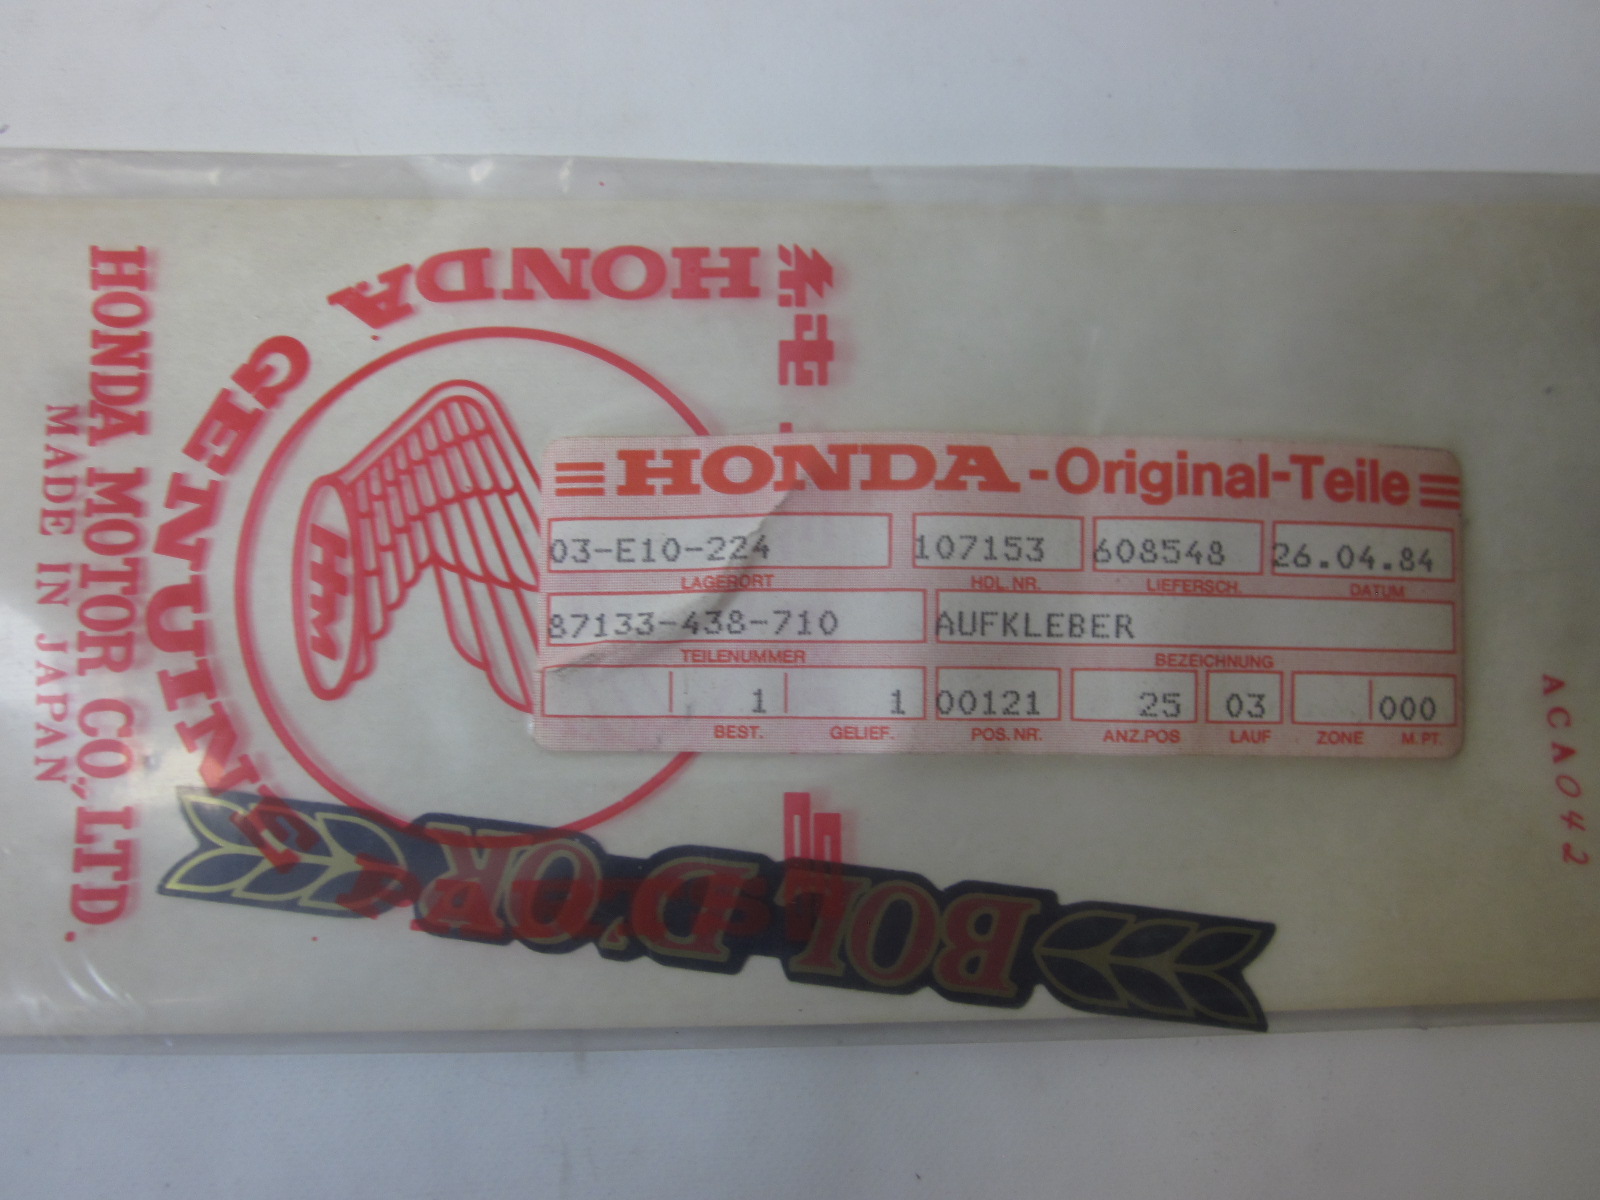 HONDA-Original-Teile
03-E10-224 107153 608548 26.04.84
LAGERORT HDL. NR. LIEFERSCH. DATUM
87133-438-710 AUFKLEBER
TEILENUMMER BEZEICHNUNG
1 1 00121 25 03 000
BEST. GELIEF. POS. NR. ANZ.POS LAUF ZONE M.PT.
HONDA GENUINE
HM
HONDA MOTOR CO., LTD.
MADE IN JAPAN
BOL D'OR
ACA042